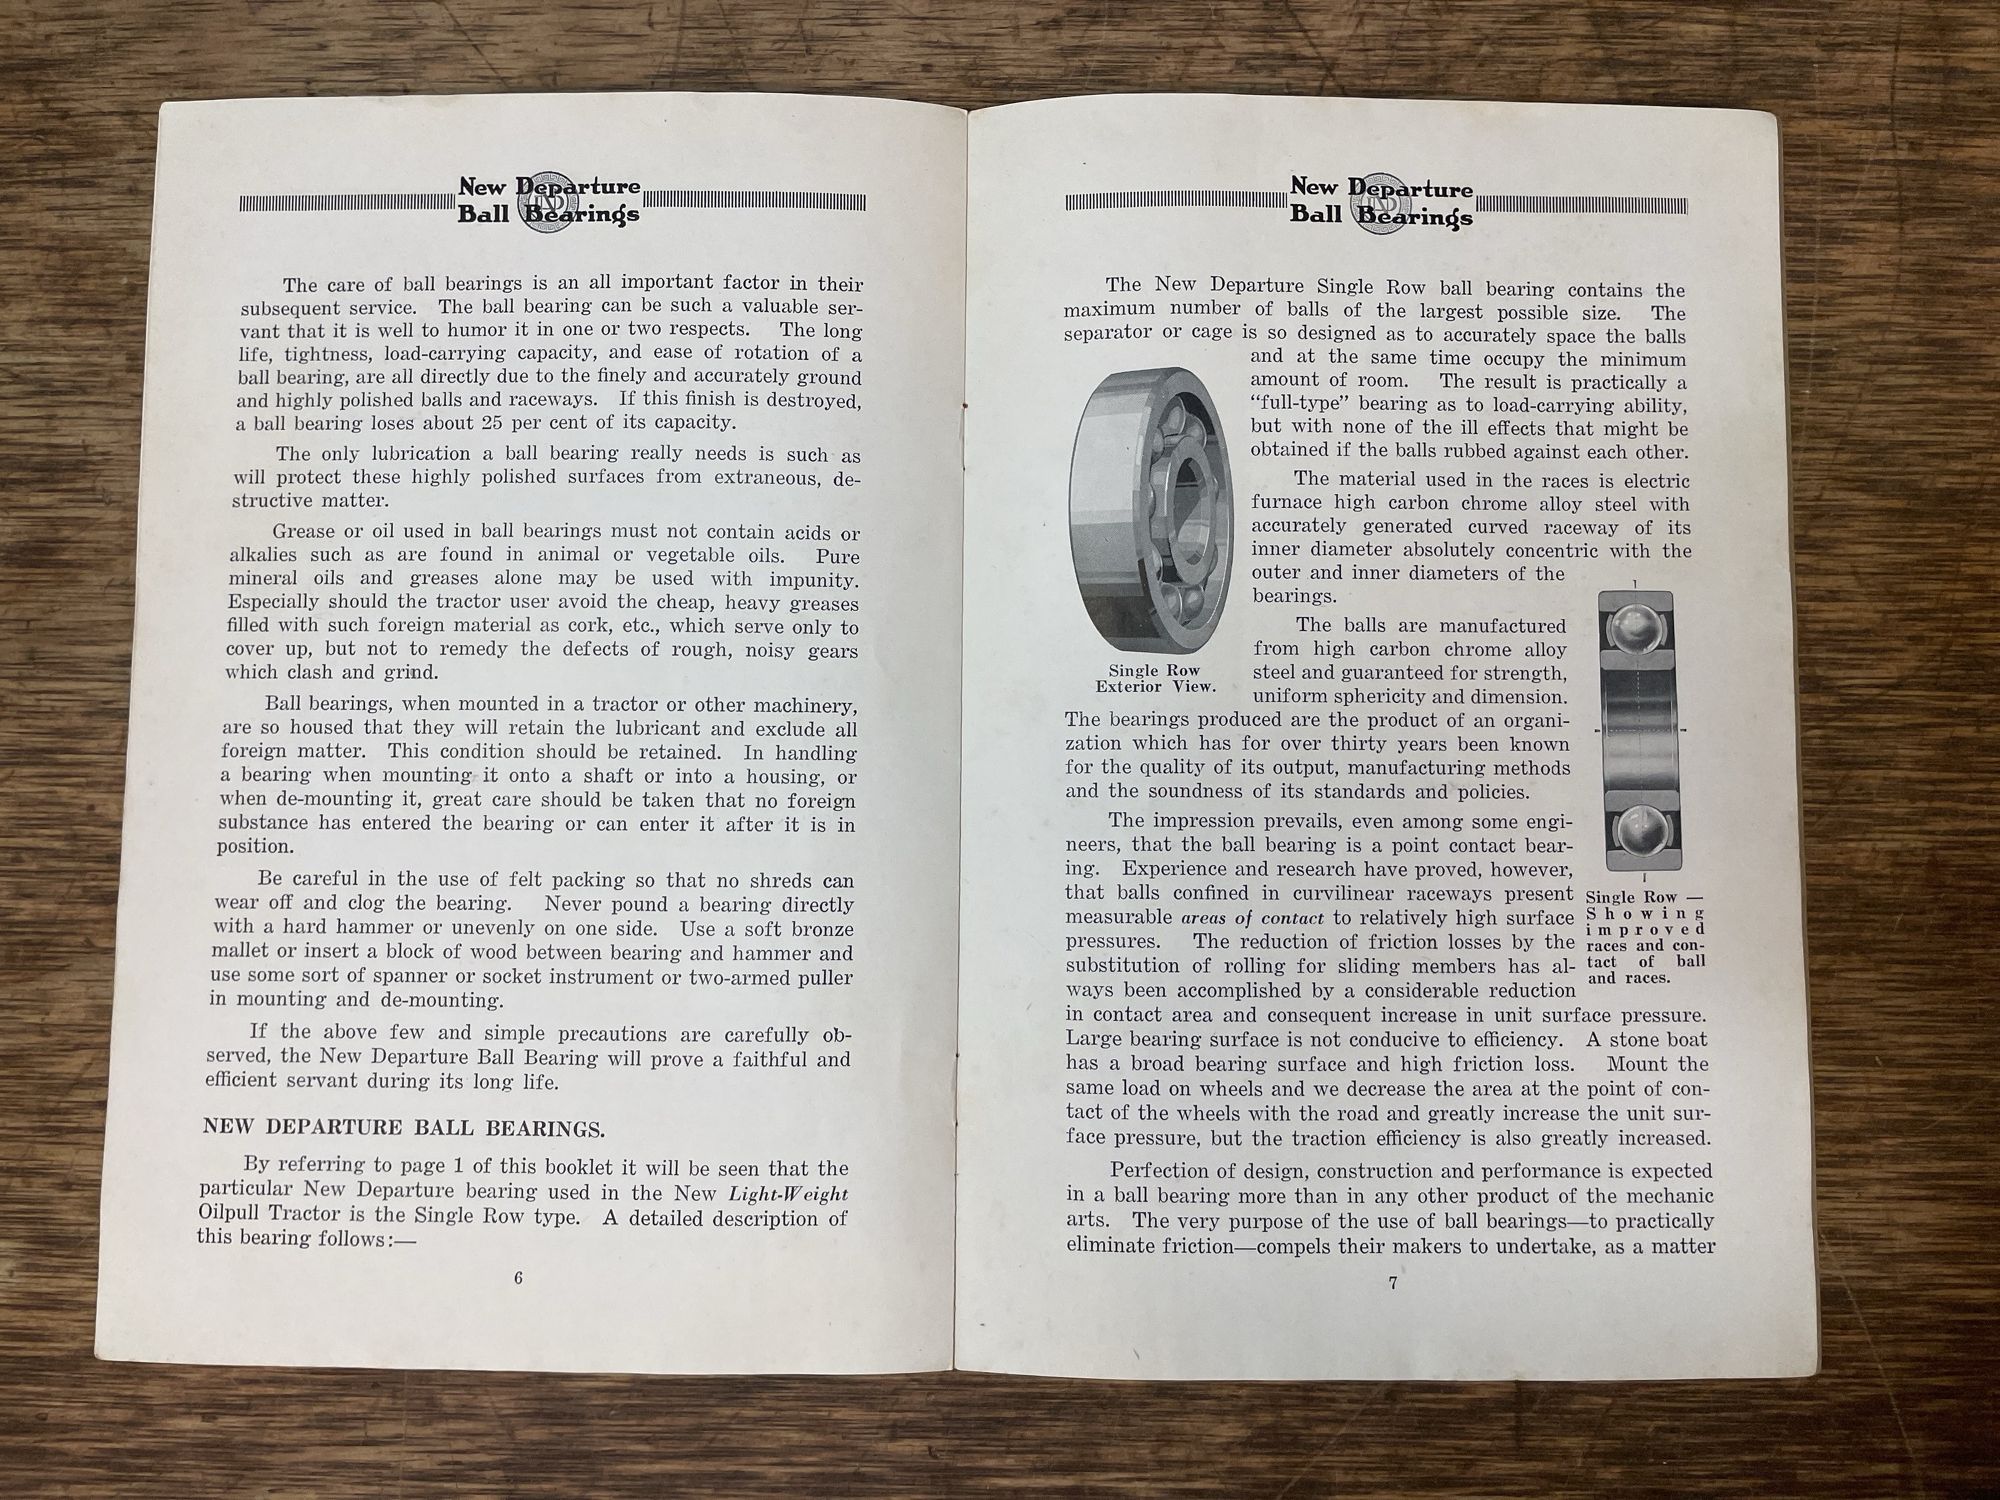 New Departure
Ball Bearings
The care of ball bearings is an all important factor in their
subsequent service. The ball bearing can be such a valuable ser-
vant that it is well to humor it in one or two respects. The long
life, tightness, load-carrying capacity, and ease of rotation of a
ball bearing, are all directly due to the finely and accurately ground
and highly polished balls and raceways. If this finish is destroyed,
a ball bearing loses about 25 per cent of its capacity.
The only lubrication a ball bearing really needs is such as
will protect these highly polished surfaces from extraneous, de-
structive matter.
Grease or oil used in ball bearings must not contain acids or
alkalies such as are found in animal or vegetable oils. Pure
mineral oils and greases alone may be used with impunity.
Especially should the tractor user avoid the cheap, heavy greases
filled with such foreign material as cork, etc., which serve only to
cover up, but not to remedy the defects of rough, noisy gears
which clash and grind.
Ball bearings, when mounted in a tractor or other machinery,
are so housed that they will retain the lubricant and exclude all
foreign matter. This condition should be retained. In handling
a bearing when mounting it onto a shaft or into a housing, or
when de-mounting it, great care should be taken that no foreign
substance has entered the bearing or can enter it after it is in
position.
Be careful in the use of felt packing so that no shreds can
wear off and clog the bearing. Never pound a bearing directly
with a hard hammer or unevenly on one side. Use a soft bronze
mallet or insert a block of wood between bearing and hammer and
use some sort of spanner or socket instrument or two-armed puller
in mounting and de-mounting.
If the above few and simple precautions are carefully ob-
served, the New Departure Ball Bearing will prove a faithful and
efficient servant during its long life.
NEW DEPARTURE BALL BEARINGS.
By referring to page 1 of this booklet it will be seen that the
particular New Departure bearing used in the New Light-Weight
Oilpull Tractor is the Single Row type. A detailed description of
this bearing follows:—
6
New Departure
Ball Bearings
The New Departure Single Row ball bearing contains the
maximum number of balls of the largest possible size. The
separator or cage is so designed as to accurately space the balls
and at the same time occupy the minimum
amount of room. The result is practically a
“full-type” bearing as to load-carrying ability,
but with none of the ill effects that might be
obtained if the balls rubbed against each other.
The material used in the races is electric
furnace high carbon chrome alloy steel with
accurately generated curved raceway of its
inner diameter absolutely concentric with the
outer and inner diameters of the
bearings.
Single Row
Exterior View.
The balls are manufactured
from high carbon chrome alloy
steel and guaranteed for strength,
uniform sphericity and dimension.
The bearings produced are the product of an organi-
zation which has for over thirty years been known
for the quality of its output, manufacturing methods
and the soundness of its standards and policies.
The impression prevails, even among some engi-
neers, that the ball bearing is a point contact bear-
ing. Experience and research have proved, however,
that balls confined in curvilinear raceways present
measurable areas of contact to relatively high surface
pressures. The reduction of friction losses by the
substitution of rolling for sliding members has al-
ways been accomplished by a considerable reduction
in contact area and consequent increase in unit surface pressure.
Large bearing surface is not conducive to efficiency. A stone boat
has a broad bearing surface and high friction loss. Mount the
same load on wheels and we decrease the area at the point of con-
tact of the wheels with the road and greatly increase the unit sur-
face pressure, but the traction efficiency is also greatly increased.
Single Row —
Showing
improved
races and con-
tact of ball
and races.
Perfection of design, construction and performance is expected
in a ball bearing more than in any other product of the mechanic
arts. The very purpose of the use of ball bearings—to practically
eliminate friction—compels their makers to undertake, as a matter
7